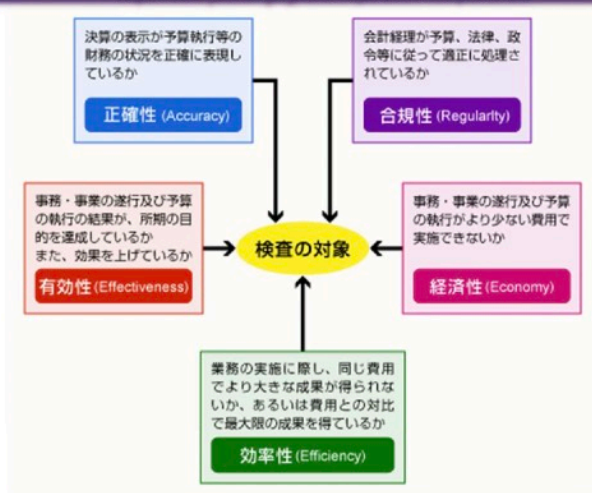 決算の表示が予算執行等の
財務の状況を正確に表現し
ているか
正確性 (Accuracy)
会計経理が予算、法律、政
令等に従って適正に処理さ
れているか
合規性 (Regularity)
事務・事業の遂行及び予算
の執行の結果が、所期の目
的を達成しているか
また、効果を上げているか
有効性 (Effectiveness)
検査の対象
事務・事業の遂行及び予算
の執行がより少ない費用で
実施できないか
経済性 (Economy)
業務の実施に際し、同じ費用
でより大きな成果が得られな
いか、あるいは費用との対比
で最大限の成果を得ているか
効率性 (Efficiency)